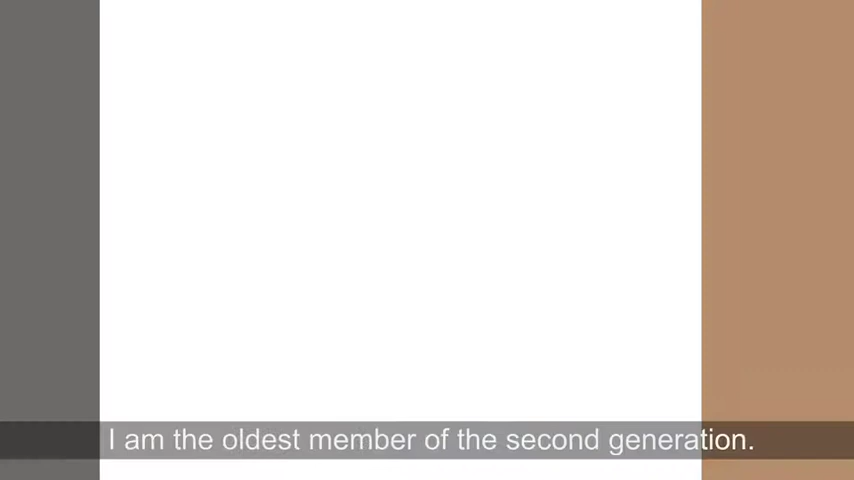 I am the oldest member of the second generation.